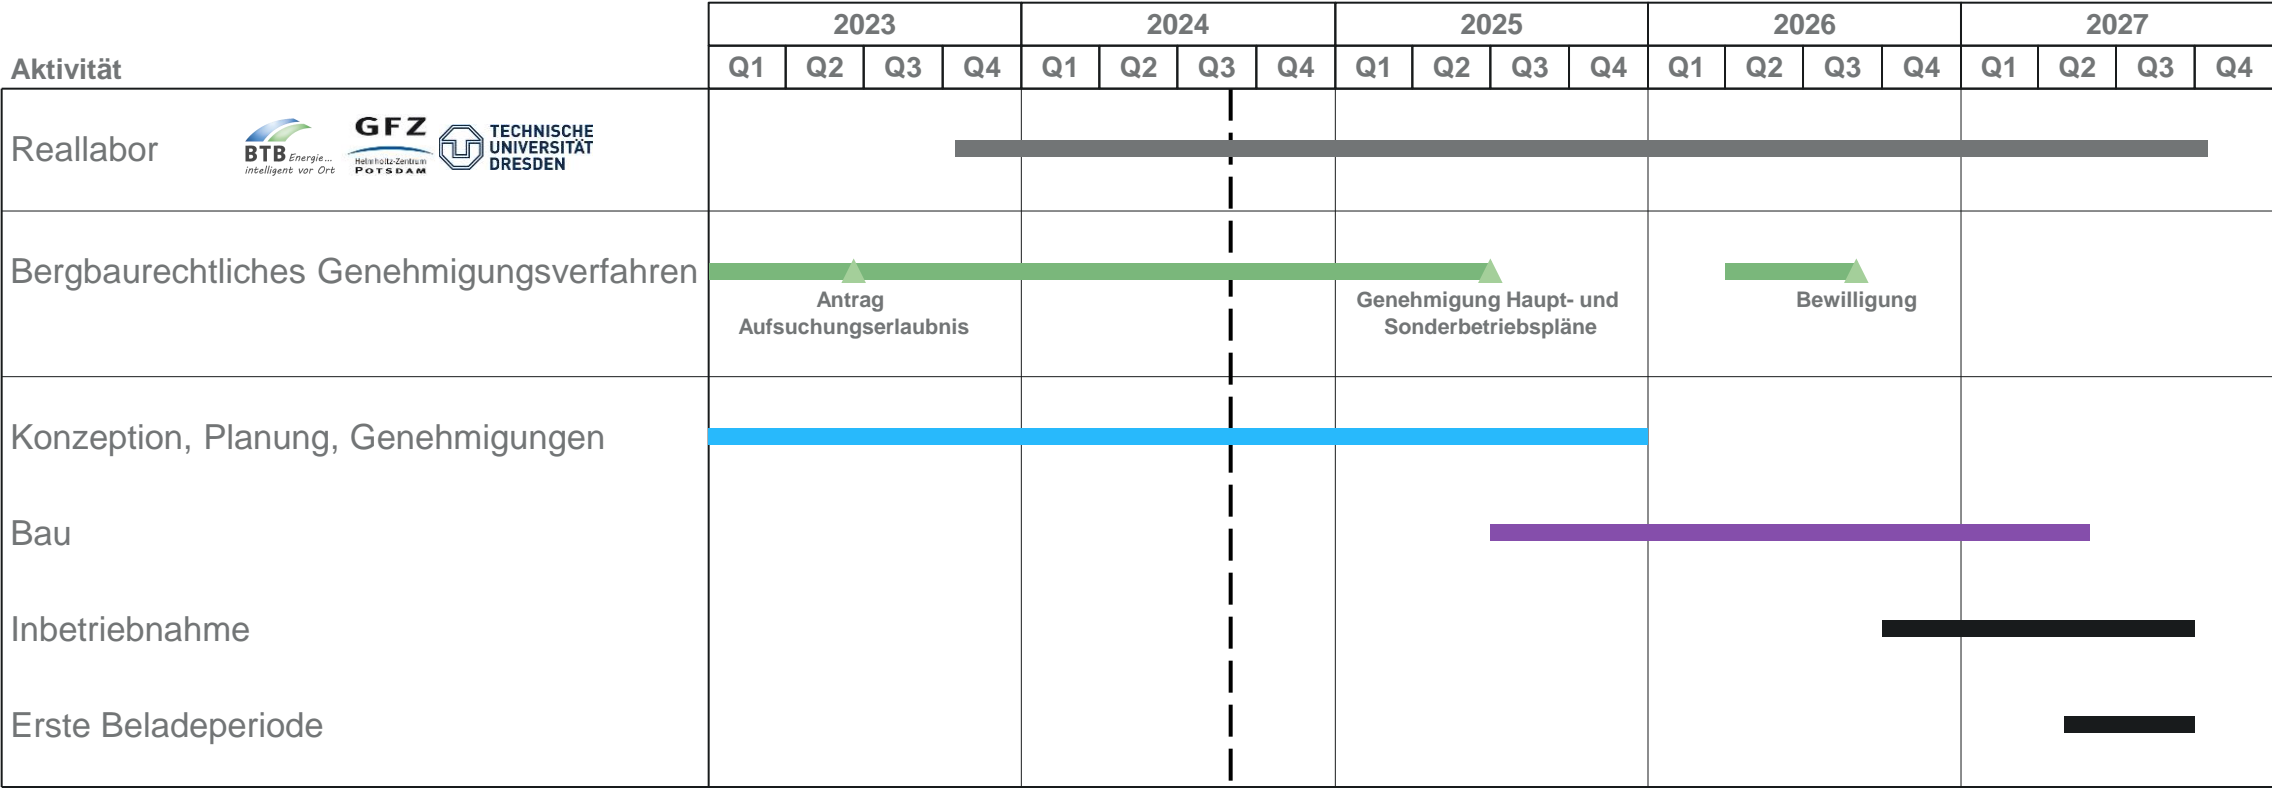 2023 2024 2025 2026 2027
Aktivität Q1 Q2 Q3 Q4 Q1 Q2 Q3 Q4 Q1 Q2 Q3 Q4 Q1 Q2 Q3 Q4 Q1 Q2 Q3 Q4
Reallabor
BTB Energie...
intelligent vor Ort
GFZ
Helmholtz-Zentrum
POTSDAM
TECHNISCHE
UNIVERSITÄT
DRESDEN
Bergbaurechtliches Genehmigungsverfahren
Antrag
Aufsuchungserlaubnis
Genehmigung Haupt- und
Sonderbetriebspläne
Bewilligung
Konzeption, Planung, Genehmigungen
Bau
Inbetriebnahme
Erste Beladeperiode